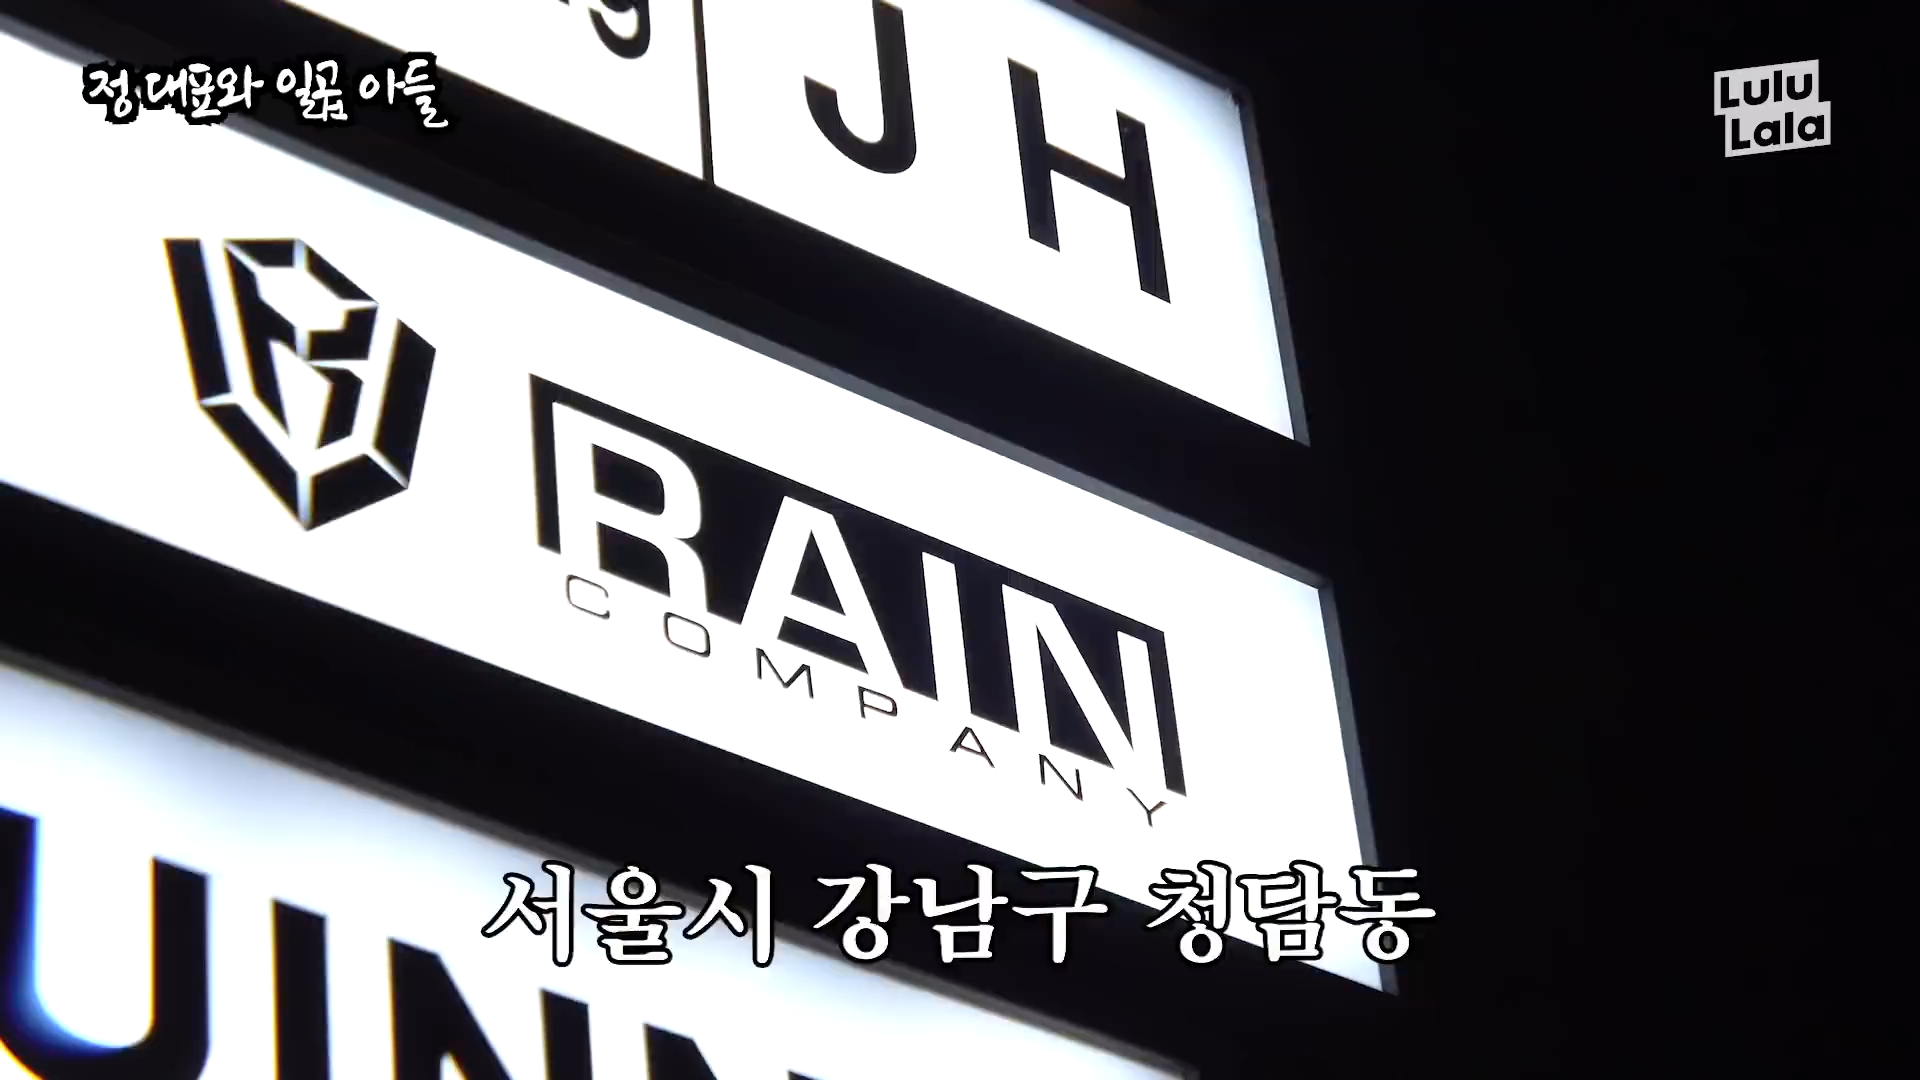 정 대표와 일곱 아들
Lulu
Lala
JH
RAIN
COMPANY
서울시 강남구 청담동